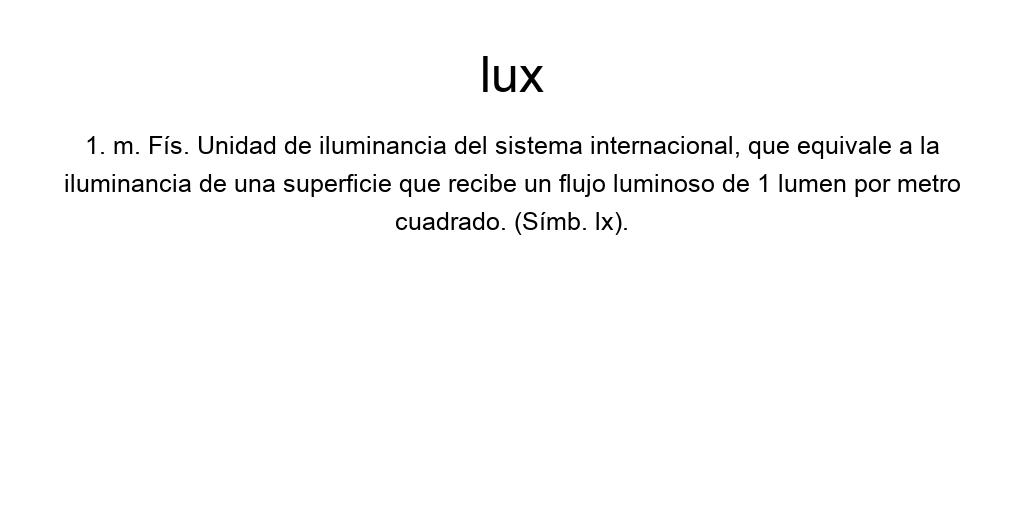 lux
1. m. Fís. Unidad de iluminancia del sistema internacional, que equivale a la
iluminancia de una superficie que recibe un flujo luminoso de 1 lumen por metro
cuadrado. (Símb. lx).